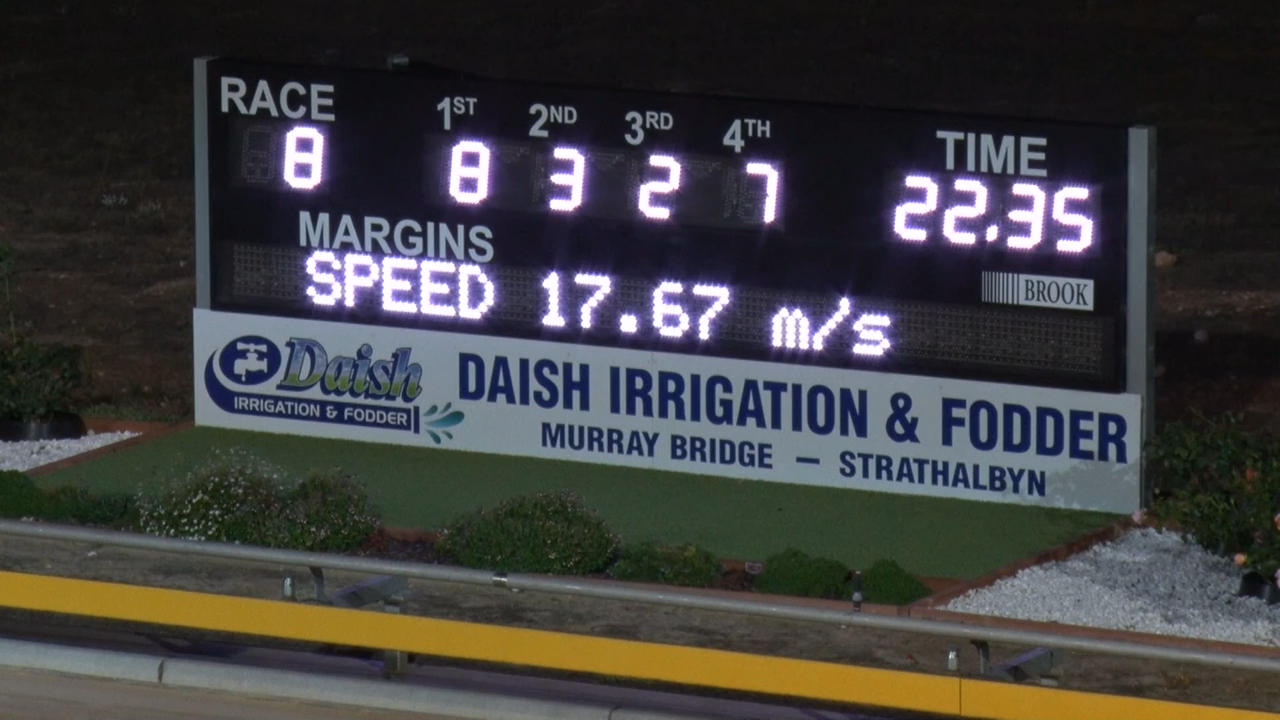 RACE 1ST 2ND 3RD 4TH TIME
8 8 3 2 7 22.35
MARGINS
SPEED 17.67 m/s
BROOK
Daish
IRRIGATION & FODDER
DAISH IRRIGATION & FODDER
MURRAY BRIDGE – STRATHALBYN